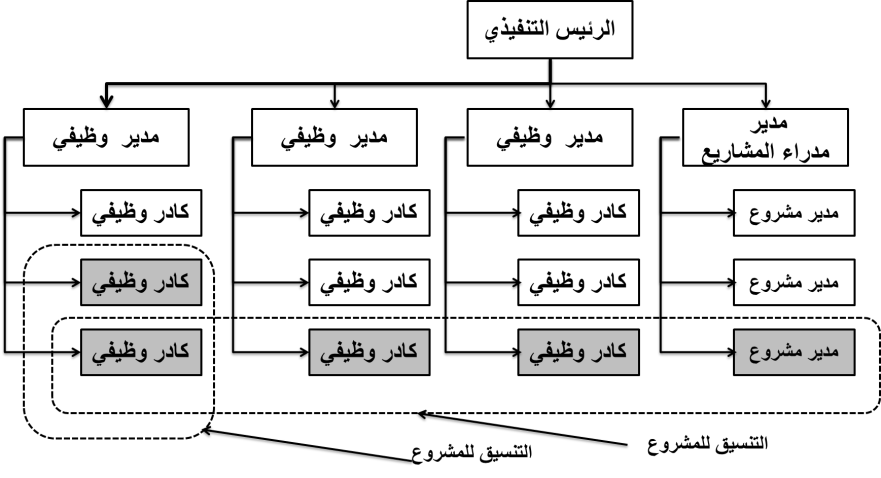 الرئيس التنفيذي
مدير
مدراء المشاريع
مدير وظيفي
مدير وظيفي
مدير وظيفي
مدير مشروع
كادر وظيفي
كادر وظيفي
كادر وظيفي
مدير مشروع
كادر وظيفي
كادر وظيفي
كادر وظيفي
مدير مشروع
كادر وظيفي
كادر وظيفي
كادر وظيفي
التنسيق للمشروع
التنسيق للمشروع